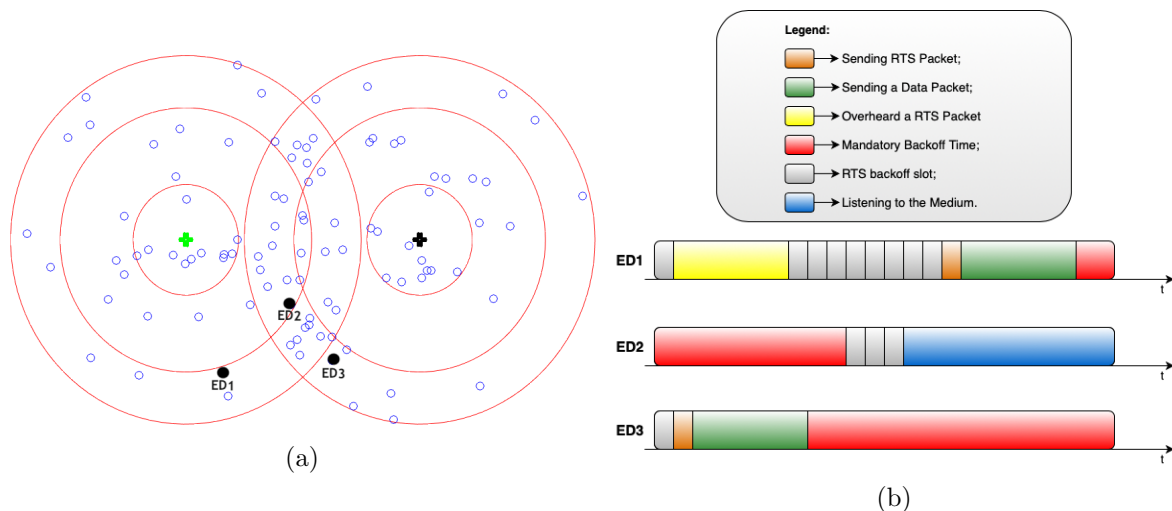 ED2
ED3
ED1
(a)
Legend:
Sending RTS Packet;
Sending a Data Packet;
Overheard a RTS Packet
Mandatory Backoff Time;
RTS backoff slot;
Listening to the Medium.
ED1
t
ED2
t
ED3
t
(b)